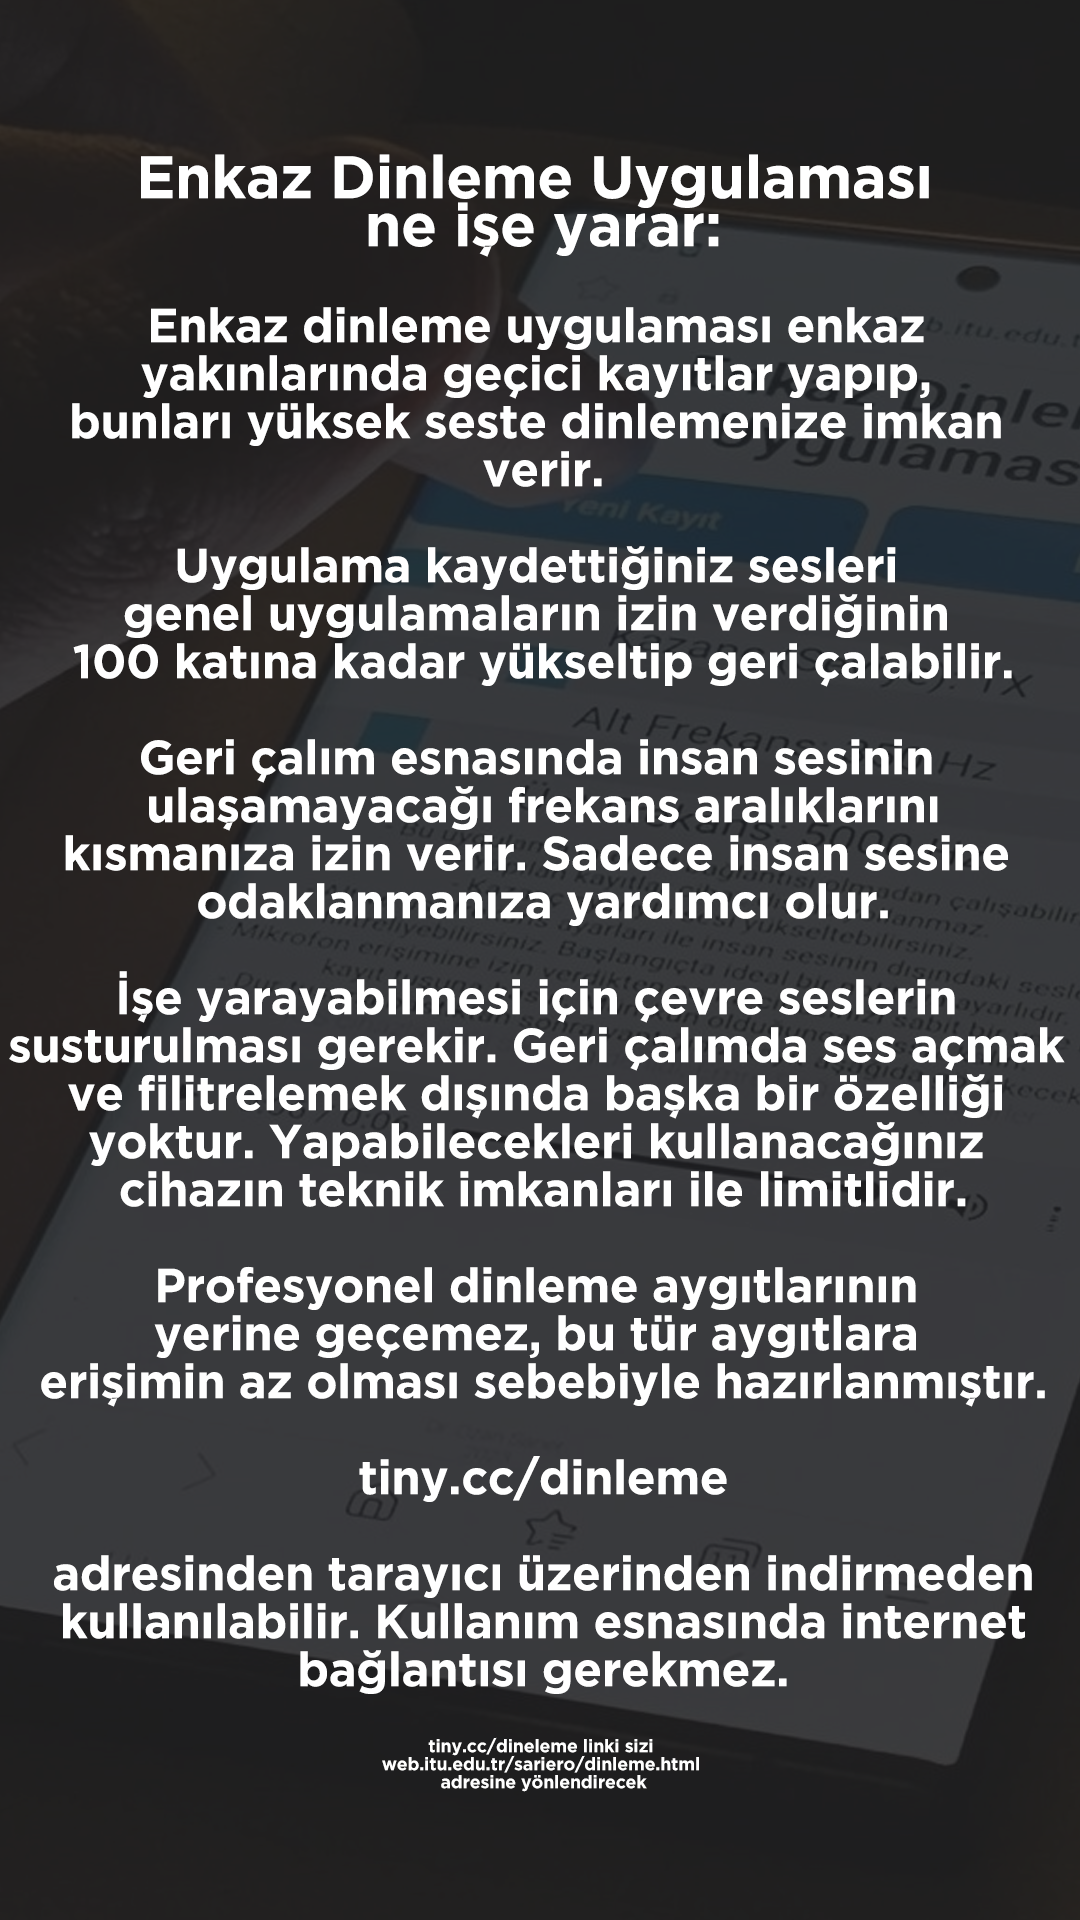 Enkaz Dinleme Uygulaması
ne işe yarar:
Enkaz dinleme uygulaması enkaz
yakınlarında geçici kayıtlar yapıp,
bunları yüksek seste dinlemenize imkan
verir.
Uygulama kaydettiğiniz sesleri
genel uygulamaların izin verdiğinin
100 katına kadar yükseltip geri çalabilir.
Geri çalım esnasında insan sesinin
ulaşamayacağı frekans aralıklarını
kısmanıza izin verir. Sadece insan sesine
odaklanmanıza yardımcı olur.
İşe yarayabilmesi için çevre seslerin
susturulması gerekir. Geri çalımda ses açmak
ve filitrelemek dışında başka bir özelliği
yoktur. Yapabilecekleri kullanacağınız
cihazın teknik imkanları ile limitlidir.
Profesyonel dinleme aygıtlarının
yerine geçemez, bu tür aygıtlara
erişimin az olması sebebiyle hazırlanmıştır.
tiny.cc/dinleme
adresinden tarayıcı üzerinden indirmeden
kullanılabilir. Kullanım esnasında internet
bağlantısı gerekmez.
tiny.cc/dineleme linki sizi
web.itu.edu.tr/sariero/dinleme.html
adresine yönlendirecek